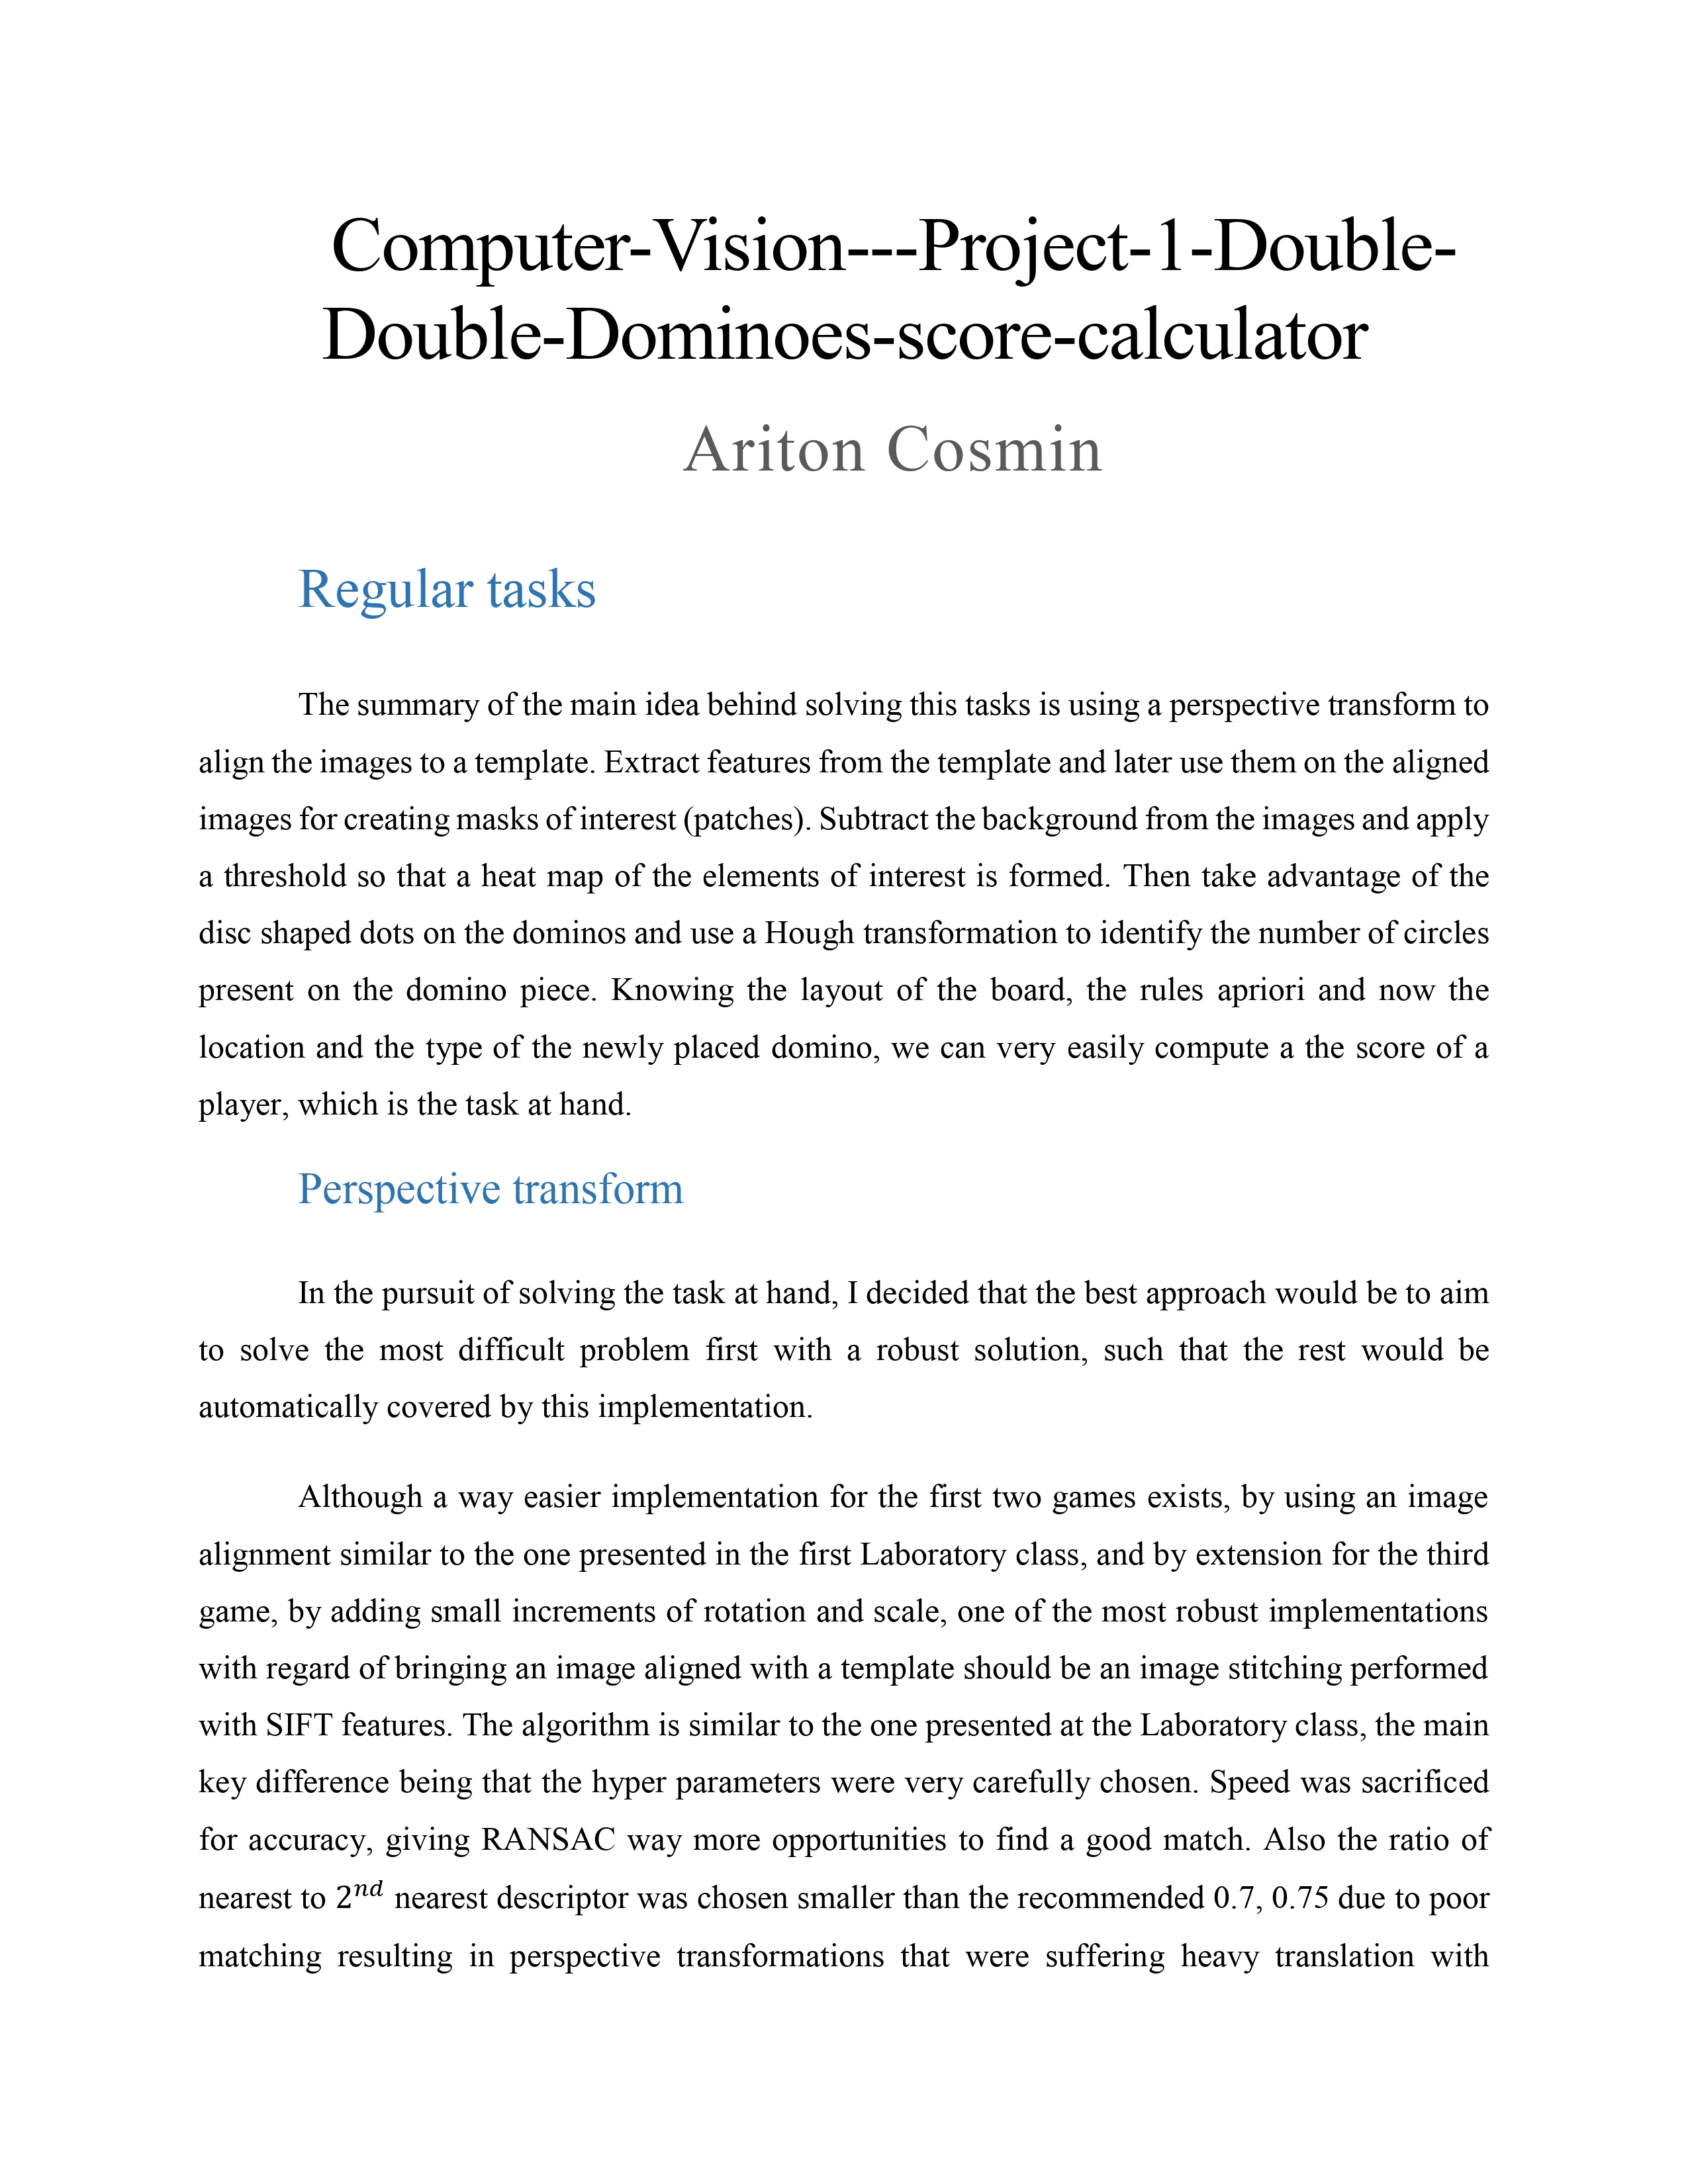 Computer-Vision---Project-1-Double-
Double-Dominoes-score-calculator
Ariton Cosmin
Regular tasks
The summary of the main idea behind solving this tasks is using a perspective transform to
align the images to a template. Extract features from the template and later use them on the aligned
images for creating masks of interest (patches). Subtract the background from the images and apply
a threshold so that a heat map of the elements of interest is formed. Then take advantage of the
disc shaped dots on the dominos and use a Hough transformation to identify the number of circles
present on the domino piece. Knowing the layout of the board, the rules apriori and now the
location and the type of the newly placed domino, we can very easily compute a the score of a
player, which is the task at hand.
Perspective transform
In the pursuit of solving the task at hand, I decided that the best approach would be to aim
to solve the most difficult problem first with a robust solution, such that the rest would be
automatically covered by this implementation.
Although a way easier implementation for the first two games exists, by using an image
alignment similar to the one presented in the first Laboratory class, and by extension for the third
game, by adding small increments of rotation and scale, one of the most robust implementations
with regard of bringing an image aligned with a template should be an image stitching performed
with SIFT features. The algorithm is similar to the one presented at the Laboratory class, the main
key difference being that the hyper parameters were very carefully chosen. Speed was sacrificed
for accuracy, giving RANSAC way more opportunities to find a good match. Also the ratio of
nearest to 2nd nearest descriptor was chosen smaller than the recommended 0.7, 0.75 due to poor
matching resulting in perspective transformations that were suffering heavy translation with